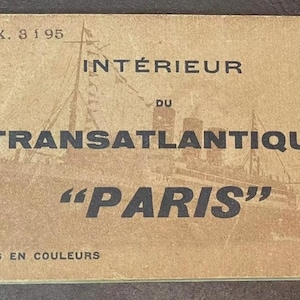 X. 3195
INTÉRIEUR
DU
TRANSATLANTIQU
"PARIS"
S EN COULEURS